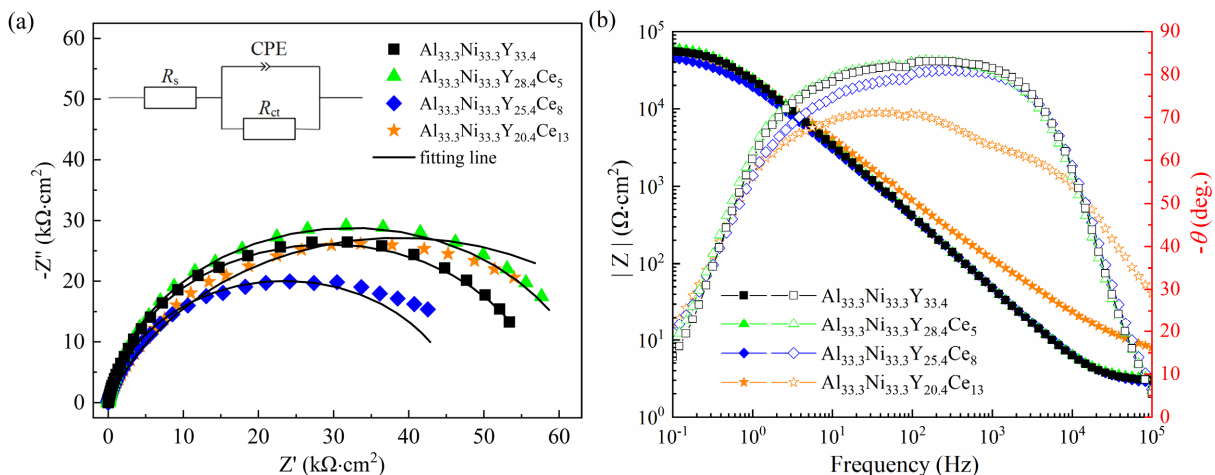 (a)
60
50
40
30
20
10
0
-Z'' (kΩ·cm²)
0 10 20 30 40 50 60
Z' (kΩ·cm²)
CPE
Rs
Rct
Al33.3Ni33.3Y33.4
Al33.3Ni33.3Y28.4Ce5
Al33.3Ni33.3Y25.4Ce8
Al33.3Ni33.3Y20.4Ce13
fitting line
(b)
10⁵
10⁴
10³
10²
10¹
10⁰
| Z | (Ω·cm²)
10⁻¹ 10⁰ 10¹ 10² 10³ 10⁴ 10⁵
Frequency (Hz)
90
80
70
60
50
40
30
20
10
0
-θ (deg.)
Al33.3Ni33.3Y33.4
Al33.3Ni33.3Y28.4Ce5
Al33.3Ni33.3Y25.4Ce8
Al33.3Ni33.3Y20.4Ce13